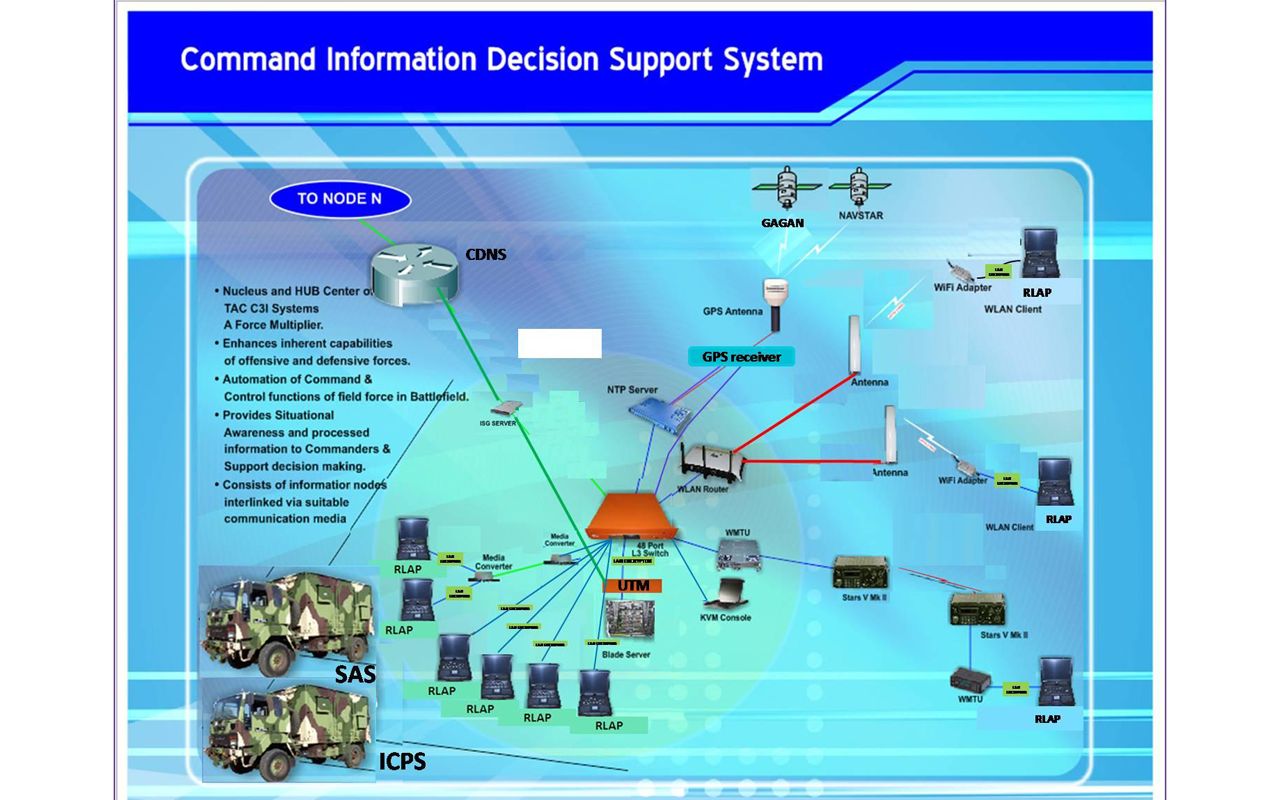 Command Information Decision Support System
TO NODE N
CDNS
GAGAN
NAVSTAR
• Nucleus and HUB Center o
TAC C3I Systems
A Force Multiplier.
• Enhances inherent capabilities
of offensive and defensive forces.
• Automation of Command &
Control functions of field force in Battlefield.
• Provides Situational
Awareness and processed
information to Commanders &
Support decision making.
• Consists of informatior nodes
interlinked via suitable
communication media
GPS Antenna
GPS receiver
NTP Server
ISG SERVER
WiFi Adapter
RLAP
WLAN Client
Antenna
Antenna
WLAN Router
WiFi Adapter
RLAP
WLAN Client
48 Port
L3 Switch
LAN ENCRYPTOR
UTM
Blade Server
WMTU
KVM Console
Stars V Mk II
Stars V Mk II
WMTU
RLAP
Media
Converter
Media
Converter
RLAP
RLAP
RLAP
RLAP
RLAP
RLAP
SAS
ICPS